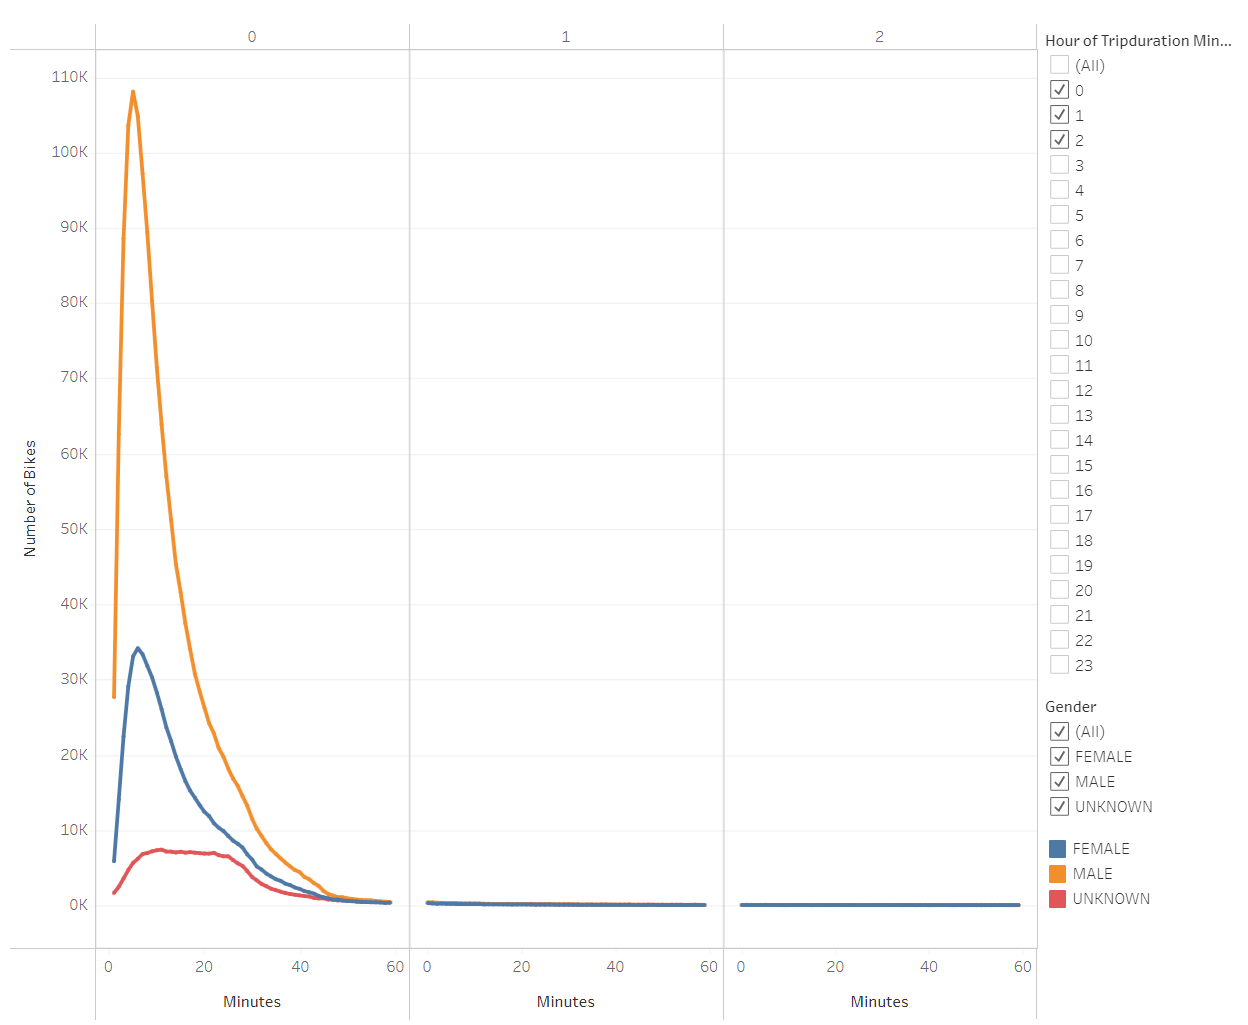 0
1
2
110K
100K
90K
80K
70K
60K
50K
40K
30K
20K
10K
0K
Number of Bikes
0
20
40
60
0
20
40
60
0
20
40
60
Minutes
Minutes
Minutes
Hour of Tripduration Min...
(All)
0
1
2
3
4
5
6
7
8
9
10
11
12
13
14
15
16
17
18
19
20
21
22
23
Gender
(All)
FEMALE
MALE
UNKNOWN
FEMALE
MALE
UNKNOWN